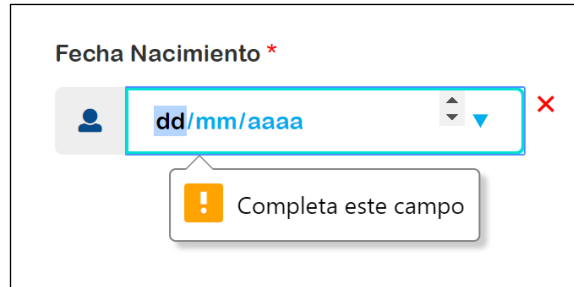 Fecha Nacimiento *
dd/mm/aaaa
Completa este campo